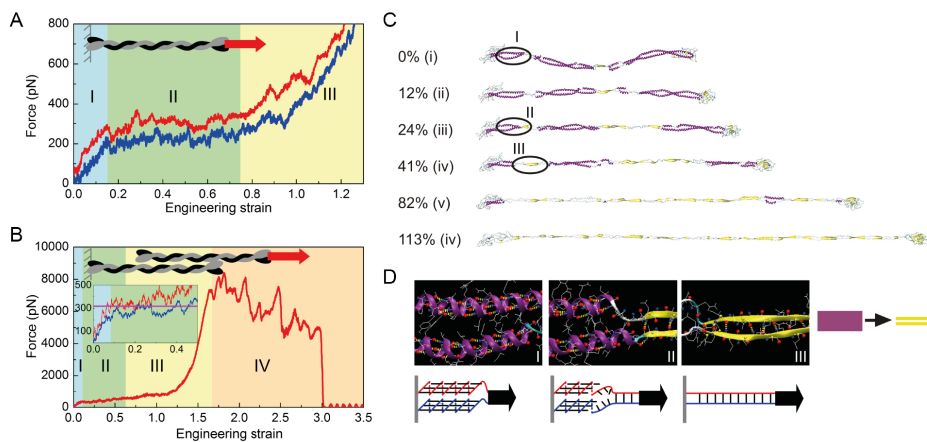 A
800
600
400
200
0
Force (pN)
I
II
III
0.0 0.2 0.4 0.6 0.8 1.0 1.2
Engineering strain
B
10000
8000
6000
4000
2000
0
Force (pN)
500
300
100
0.0 0.2 0.4
I
II
III
IV
0.0 0.5 1.0 1.5 2.0 2.5 3.0 3.5
Engineering strain
C
I
0% (i)
12% (ii)
II
24% (iii)
III
41% (iv)
82% (v)
113% (iv)
D
I
II
III